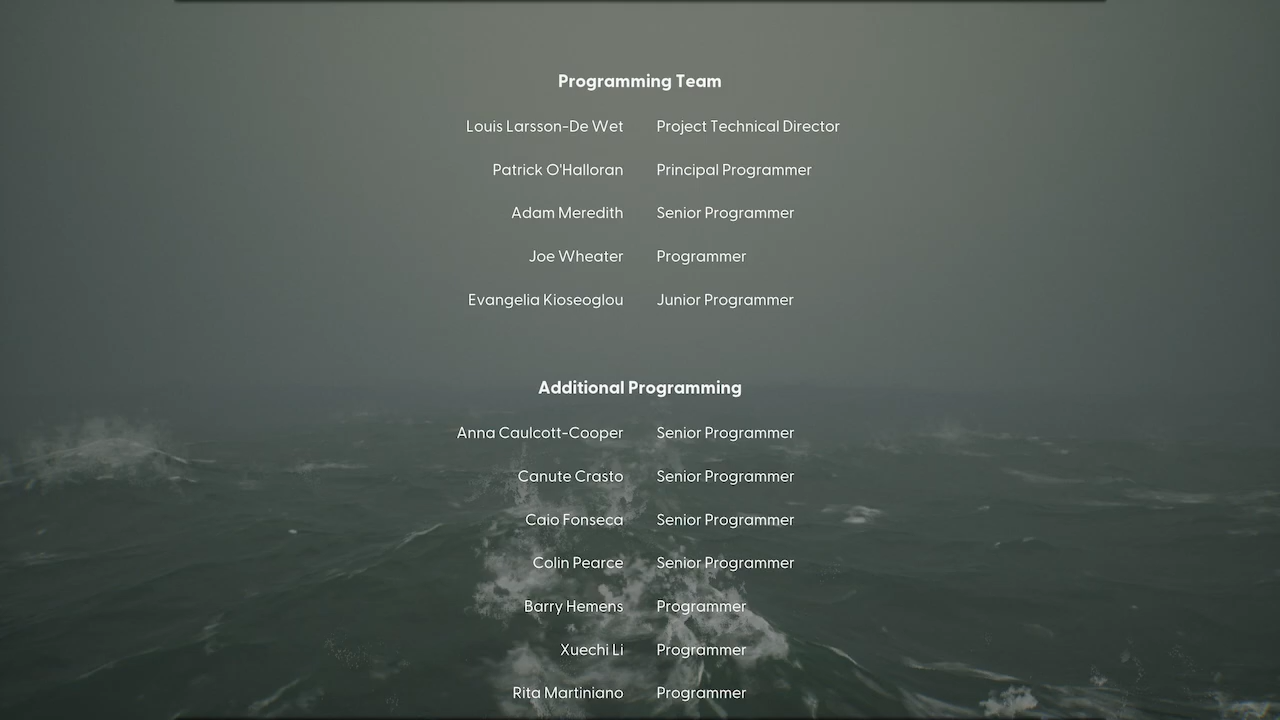 Programming Team
Louis Larsson-De Wet Project Technical Director
Patrick O'Halloran Principal Programmer
Adam Meredith Senior Programmer
Joe Wheater Programmer
Evangelia Kioseoglou Junior Programmer
Additional Programming
Anna Caulcott-Cooper Senior Programmer
Canute Crasto Senior Programmer
Caio Fonseca Senior Programmer
Colin Pearce Senior Programmer
Barry Hemens Programmer
Xuechi Li Programmer
Rita Martiniano Programmer